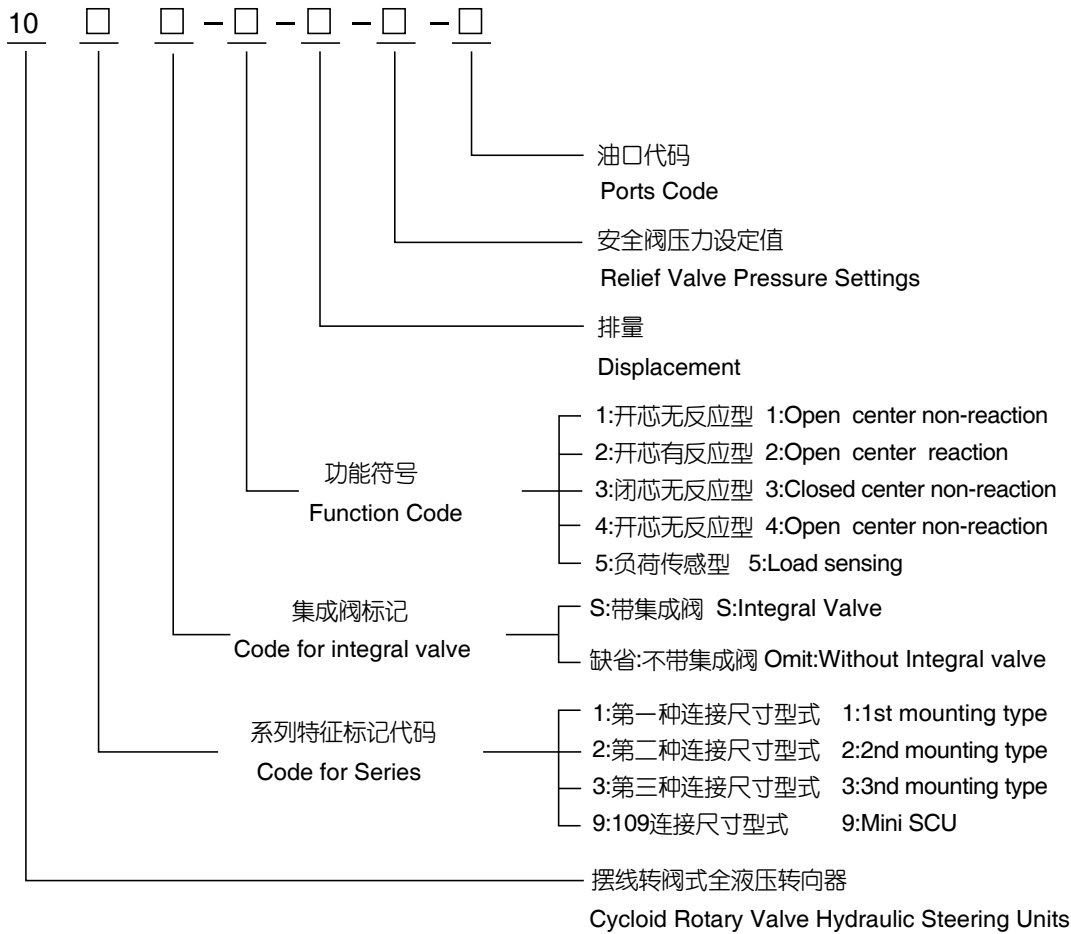 10 □ □ - □ - □ - □ - □
油口代码
Ports Code
安全阀压力设定值
Relief Valve Pressure Settings
排量
Displacement
功能符号
Function Code
1:开芯无反应型 1:Open center non-reaction
2:开芯有反应型 2:Open center reaction
3:闭芯无反应型 3:Closed center non-reaction
4:开芯无反应型 4:Open center non-reaction
5:负荷传感型 5:Load sensing
集成阀标记
Code for integral valve
S:带集成阀 S:Integral Valve
缺省:不带集成阀 Omit:Without Integral valve
系列特征标记代码
Code for Series
1:第一种连接尺寸型式 1:1st mounting type
2:第二种连接尺寸型式 2:2nd mounting type
3:第三种连接尺寸型式 3:3nd mounting type
9:109连接尺寸型式 9:Mini SCU
摆线转阀式全液压转向器
Cycloid Rotary Valve Hydraulic Steering Units